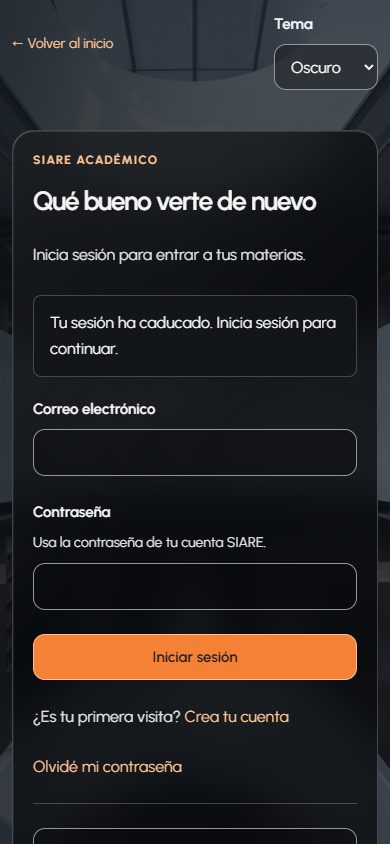 Tema
← Volver al inicio
Oscuro
SIARE ACADÉMICO
Qué bueno verte de nuevo
Inicia sesión para entrar a tus materias.
Tu sesión ha caducado. Inicia sesión para
continuar.
Correo electrónico
Contraseña
Usa la contraseña de tu cuenta SIARE.
Iniciar sesión
¿Es tu primera visita? Crea tu cuenta
Olvidé mi contraseña